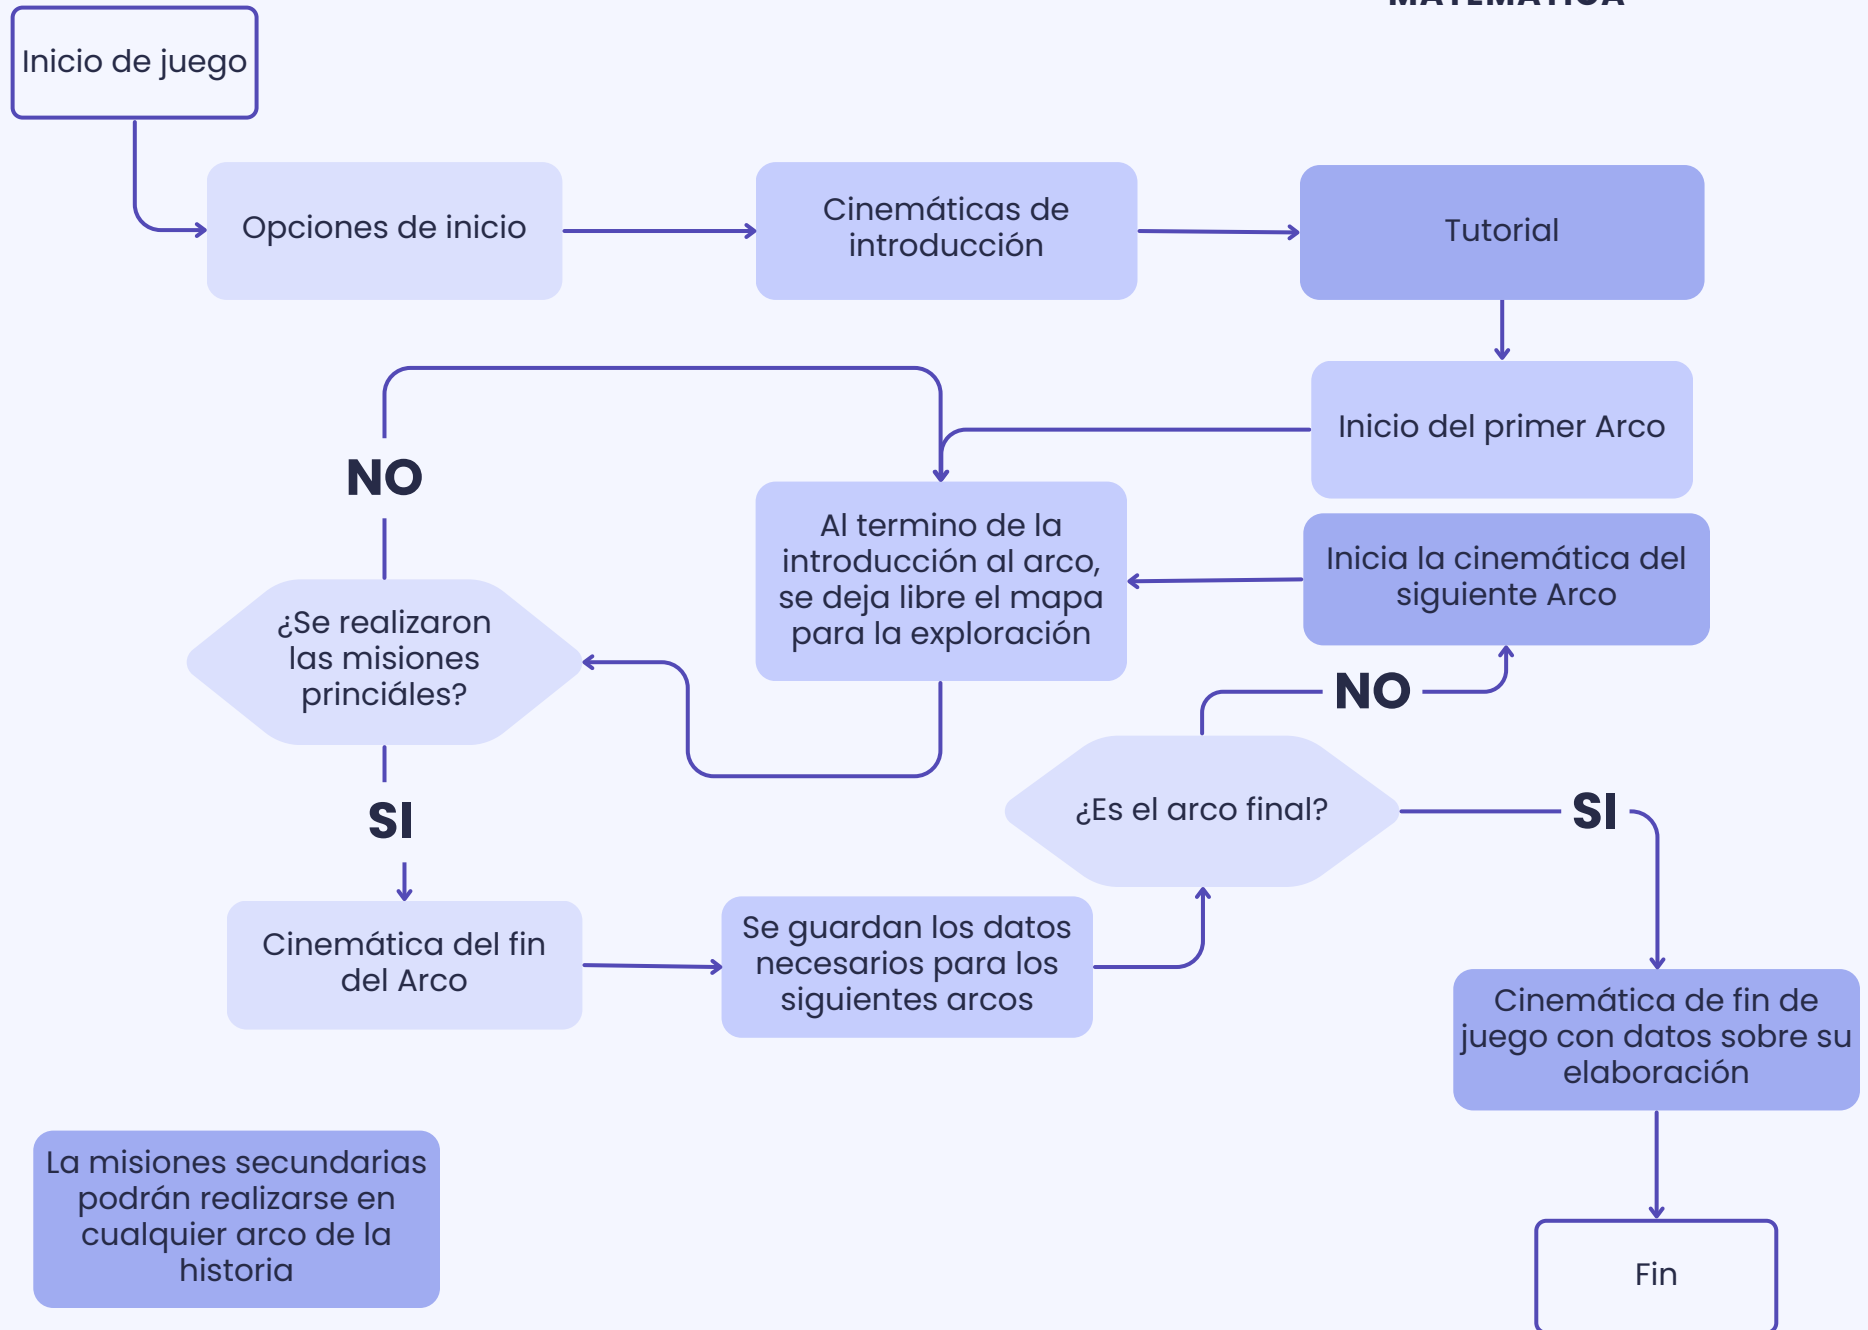 Inicio de juego
Opciones de inicio
Cinemáticas de
introducción
Tutorial
Inicio del primer Arco
NO
Al termino de la
introducción al arco,
se deja libre el mapa
para la exploración
Inicia la cinemática del
siguiente Arco
¿Se realizaron
las misiones
princiáles?
NO
SI
¿Es el arco final?
SI
Cinemática del fin
del Arco
Se guardan los datos
necesarios para los
siguientes arcos
Cinemática de fin de
juego con datos sobre su
elaboración
La misiones secundarias
podrán realizarse en
cualquier arco de la
historia
Fin